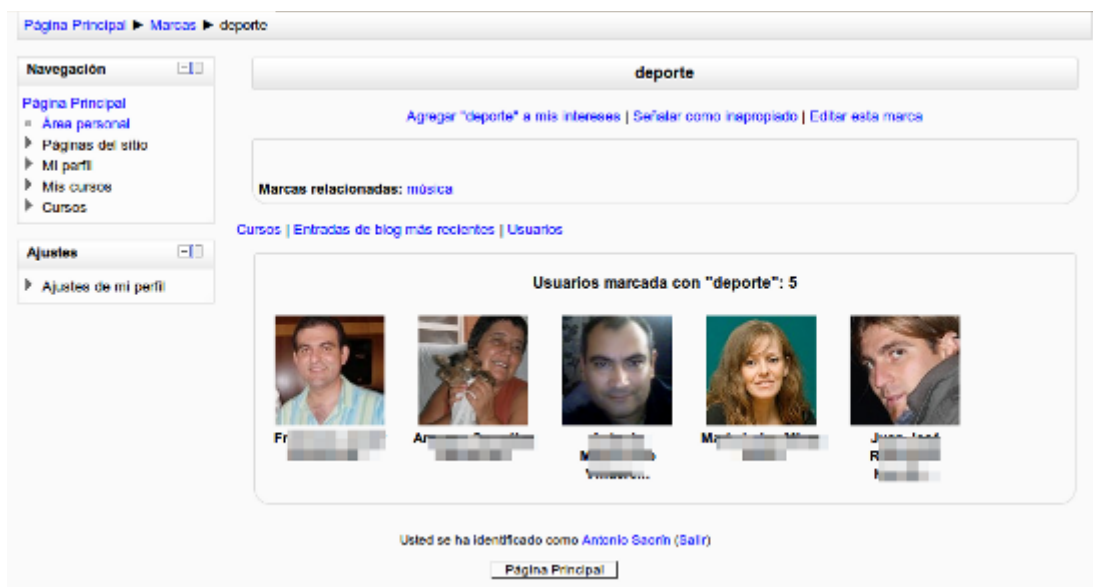 Página Principal ► Marcas ► deporte
Navegación
Página Principal
Área personal
Páginas del sitio
Mi perfil
Mis cursos
Cursos
Ajustes
Ajustes de mi perfil
deporte
Agregar "deporte" a mis intereses | Señalar como inapropiado | Editar esta marca
Marcas relacionadas: música
Cursos | Entradas de blog más recientes | Usuarios
Usuarios marcada con "deporte": 5
Usted se ha identificado como Antonio Saorín (Salir)
Página Principal